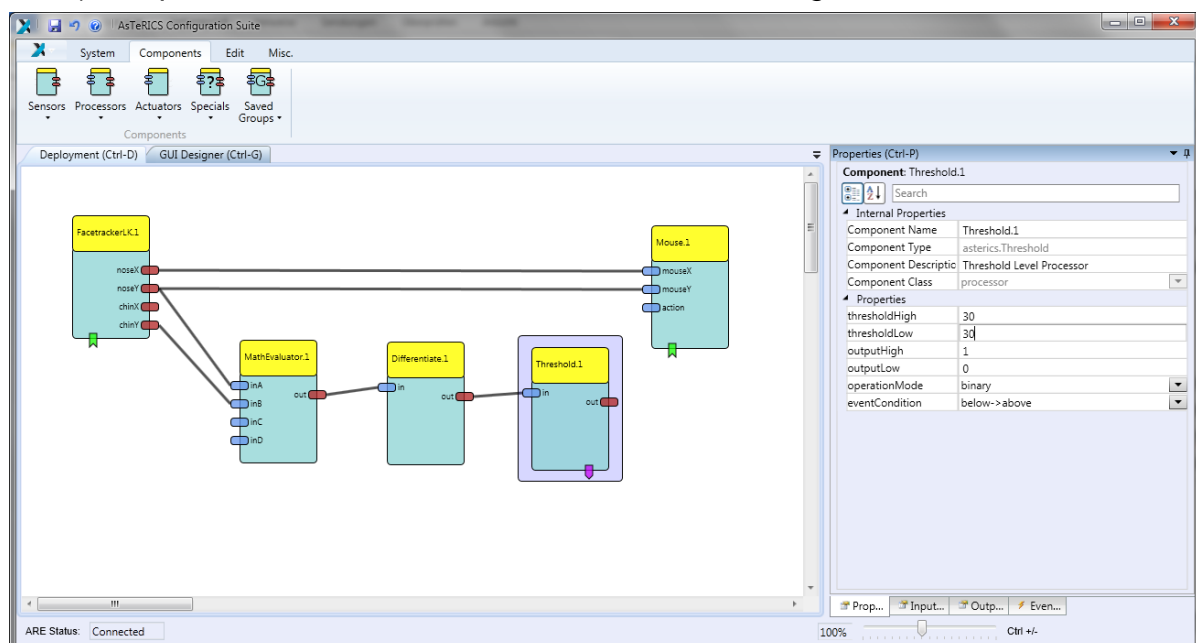 AsTeRICS Configuration Suite
System Components Edit Misc.
Sensors Processors Actuators Specials Saved Groups
Components
Deployment (Ctrl-D) GUI Designer (Ctrl-G)
FacetrackerLK.1
noseX
noseY
chinX
chinY
Mouse.1
mouseX
mouseY
action
MathEvaluator.1
inA
inB
inC
inD
out
Differentiate.1
in
out
Threshold.1
in
out
Properties (Ctrl-P)
Component: Threshold.1
Search
Internal Properties
Component Name Threshold.1
Component Type asterics.Threshold
Component Descriptic Threshold Level Processor
Component Class processor
Properties
thresholdHigh 30
thresholdLow 30
outputHigh 1
outputLow 0
operationMode binary
eventCondition below->above
Prop... Input... Outp... Even...
ARE Status: Connected
100% Ctrl +/-